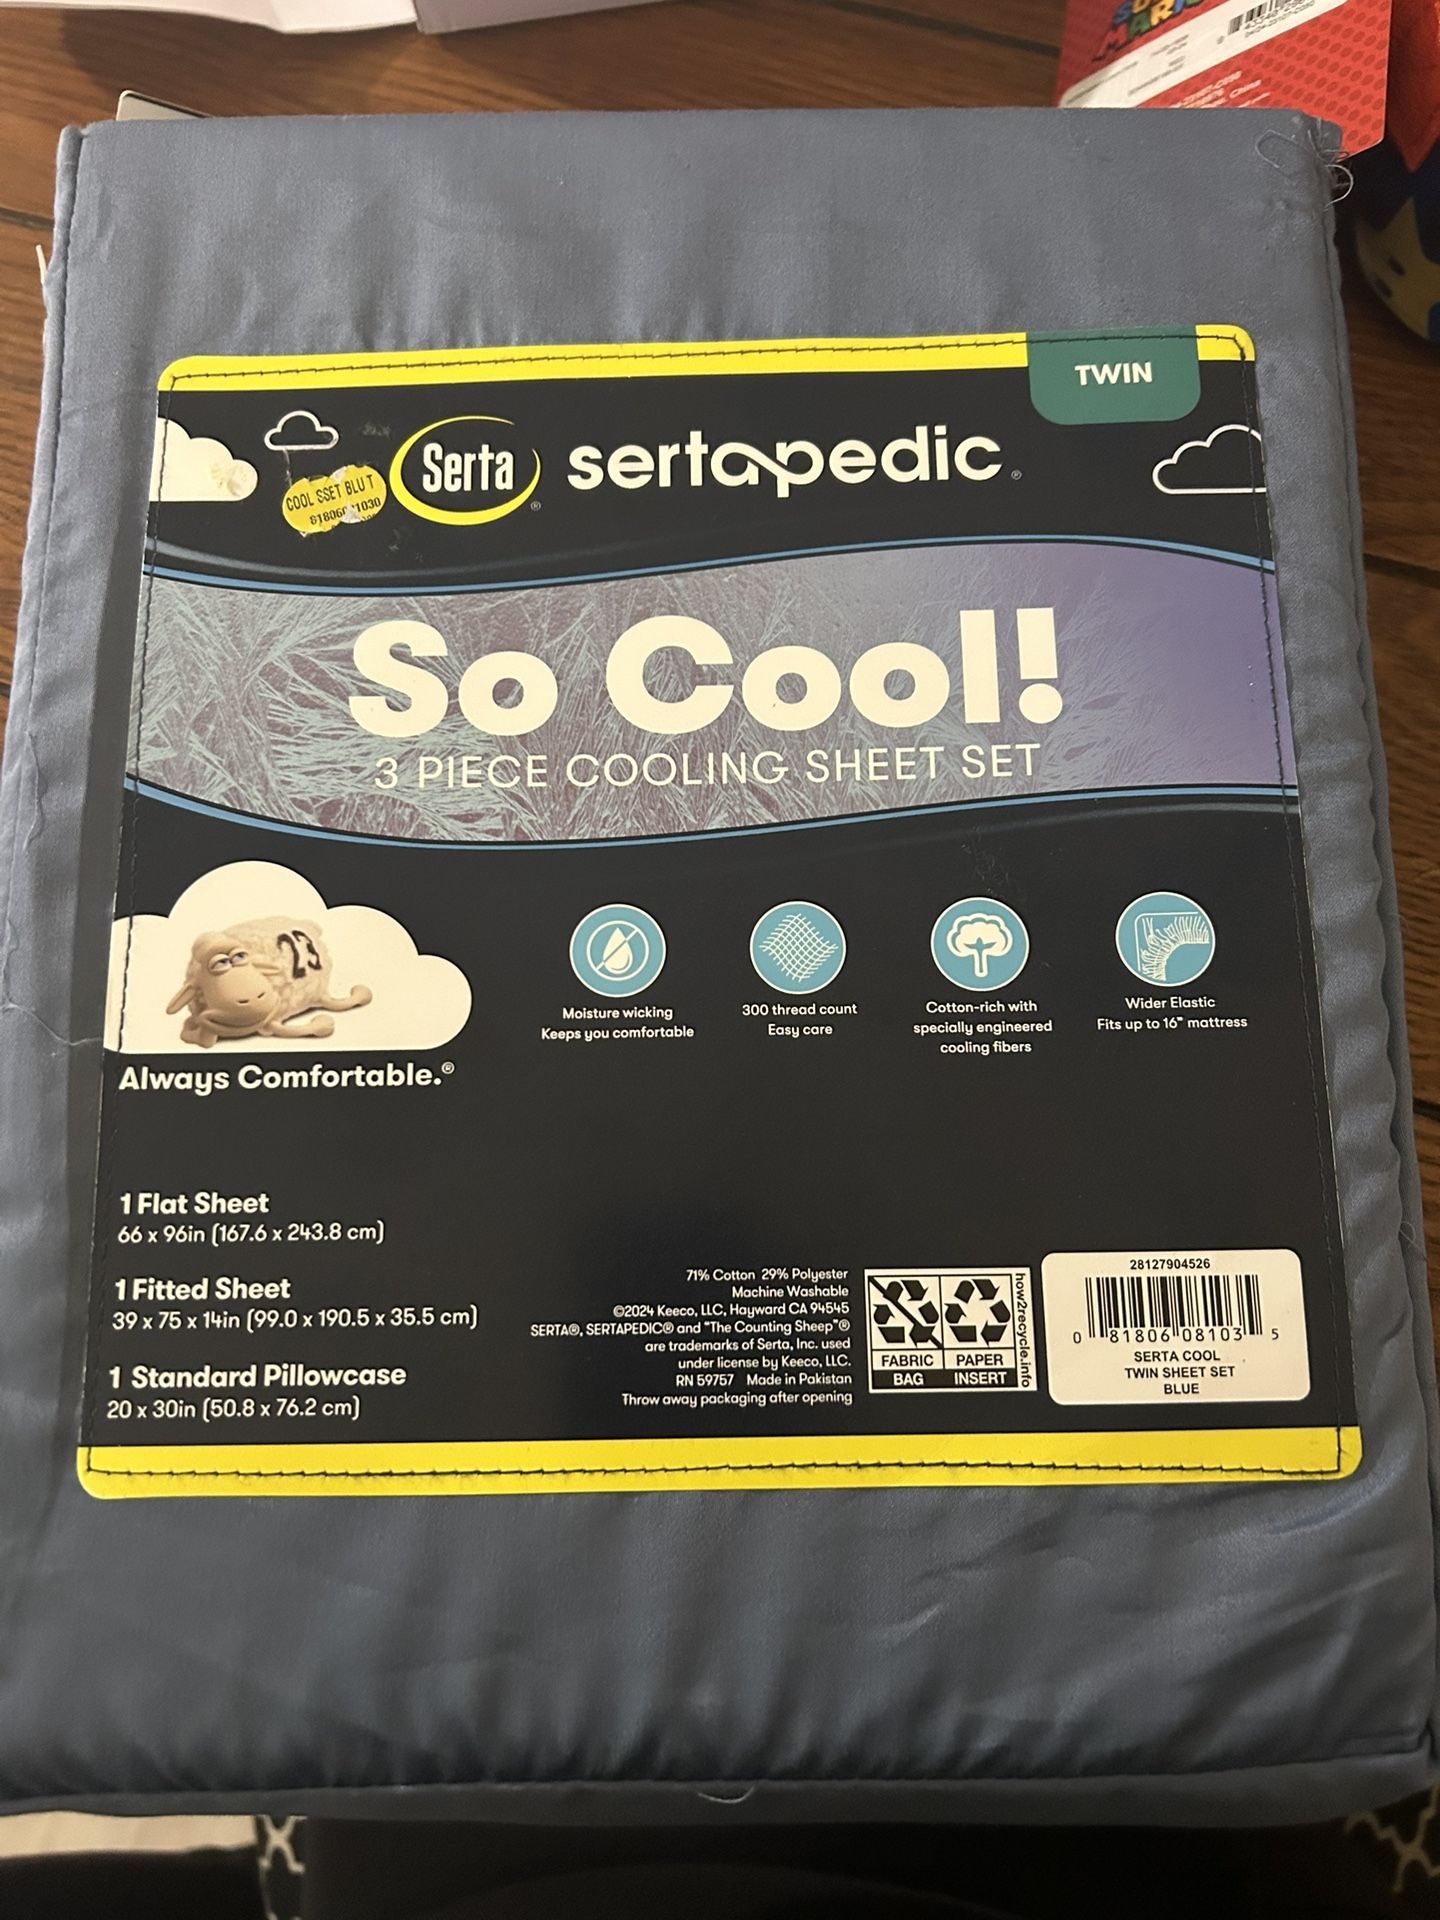 MARI
TWIN
Serta®
sertapedic®
COOL SSET BLU T
So Cool!
3 PIECE COOLING SHEET SET
23
Always Comfortable.®
Moisture wicking
Keeps you comfortable
300 thread count
Easy care
Cotton-rich with
specially engineered
cooling fibers
Wider Elastic
Fits up to 16" mattress
1 Flat Sheet
66 x 96in (167.6 x 243.8 cm)
1 Fitted Sheet
39 x 75 x 14in (99.0 x 190.5 x 35.5 cm)
1 Standard Pillowcase
20 x 30in (50.8 x 76.2 cm)
71% Cotton 29% Polyester
Machine Washable
©2024 Keeco, LLC, Hayward CA 94545
SERTA®, SERTAPEDIC® and "The Counting Sheep"®
are trademarks of Serta, Inc. used
under license by Keeco, LLC.
RN 59757 Made in Pakistan
Throw away packaging after opening
FABRIC
BAG
PAPER
INSERT
how2recycle.info
28127904526
0 81806 08103 5
SERTA COOL
TWIN SHEET SET
BLUE